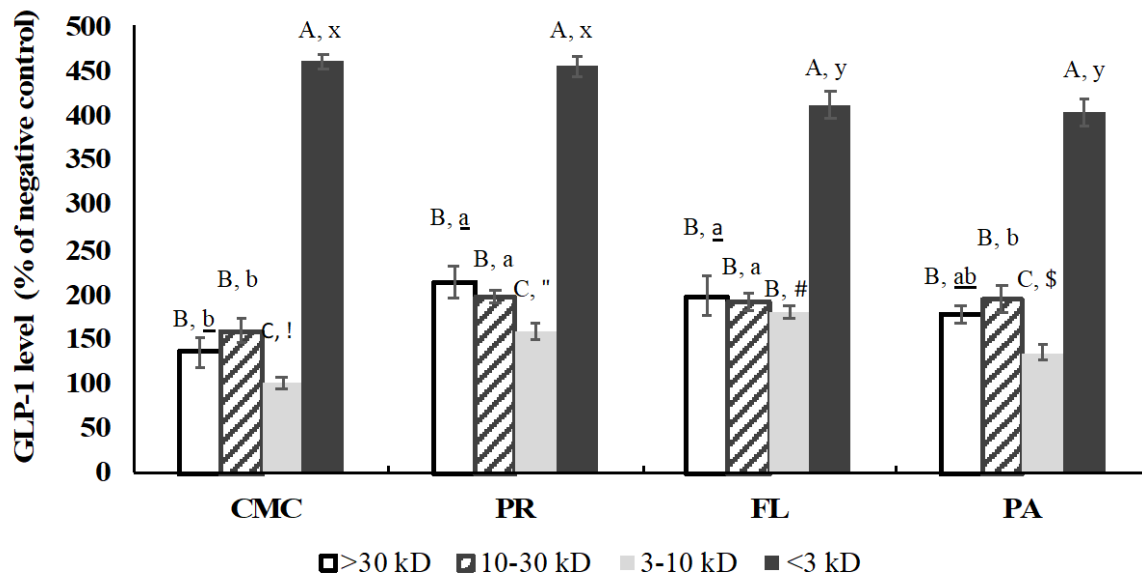 GLP-1 level (% of negative control)
500
450
400
350
300
250
200
150
100
50
0
B, b
B, b
C, !
A, x
B, a
B, a
C, "
A, x
B, a
B, a
B, #
A, y
B, ab
B, b
C, $
A, y
CMC PR FL PA
>30 kD 10-30 kD 3-10 kD <3 kD